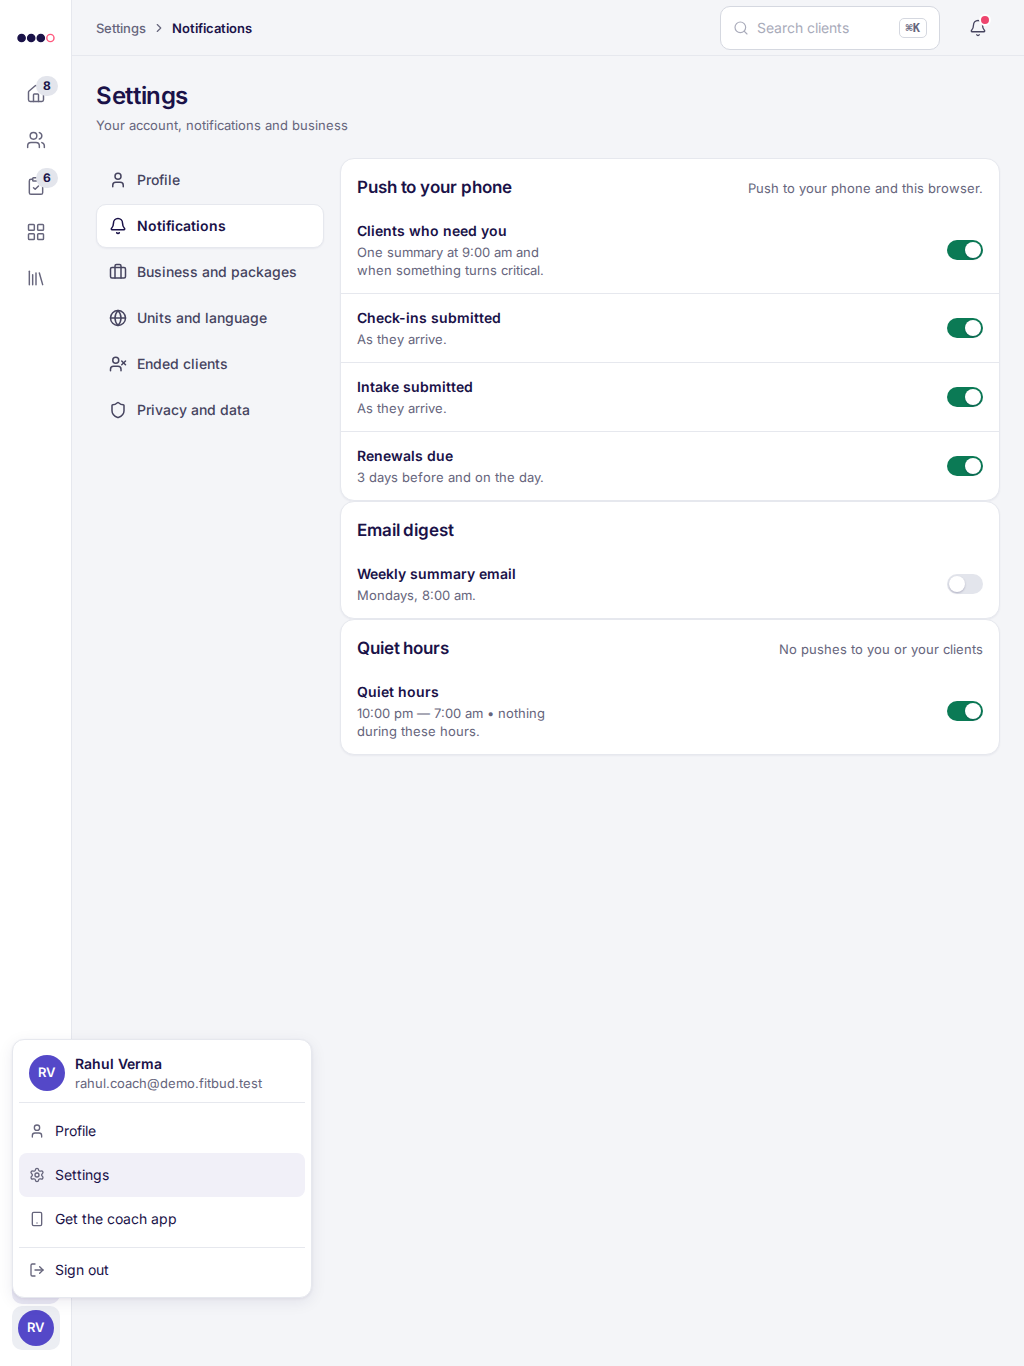 Settings
Notifications
Search clients
⌘K
8
6
Settings
Your account, notifications and business
Profile
Notifications
Business and packages
Units and language
Ended clients
Privacy and data
Push to your phone
Push to your phone and this browser.
Clients who need you
One summary at 9:00 am and
when something turns critical.
Check-ins submitted
As they arrive.
Intake submitted
As they arrive.
Renewals due
3 days before and on the day.
Email digest
Weekly summary email
Mondays, 8:00 am.
Quiet hours
No pushes to you or your clients
Quiet hours
10:00 pm — 7:00 am • nothing
during these hours.
RV
Rahul Verma
rahul.coach@demo.fitbud.test
Profile
Settings
Get the coach app
Sign out
RV